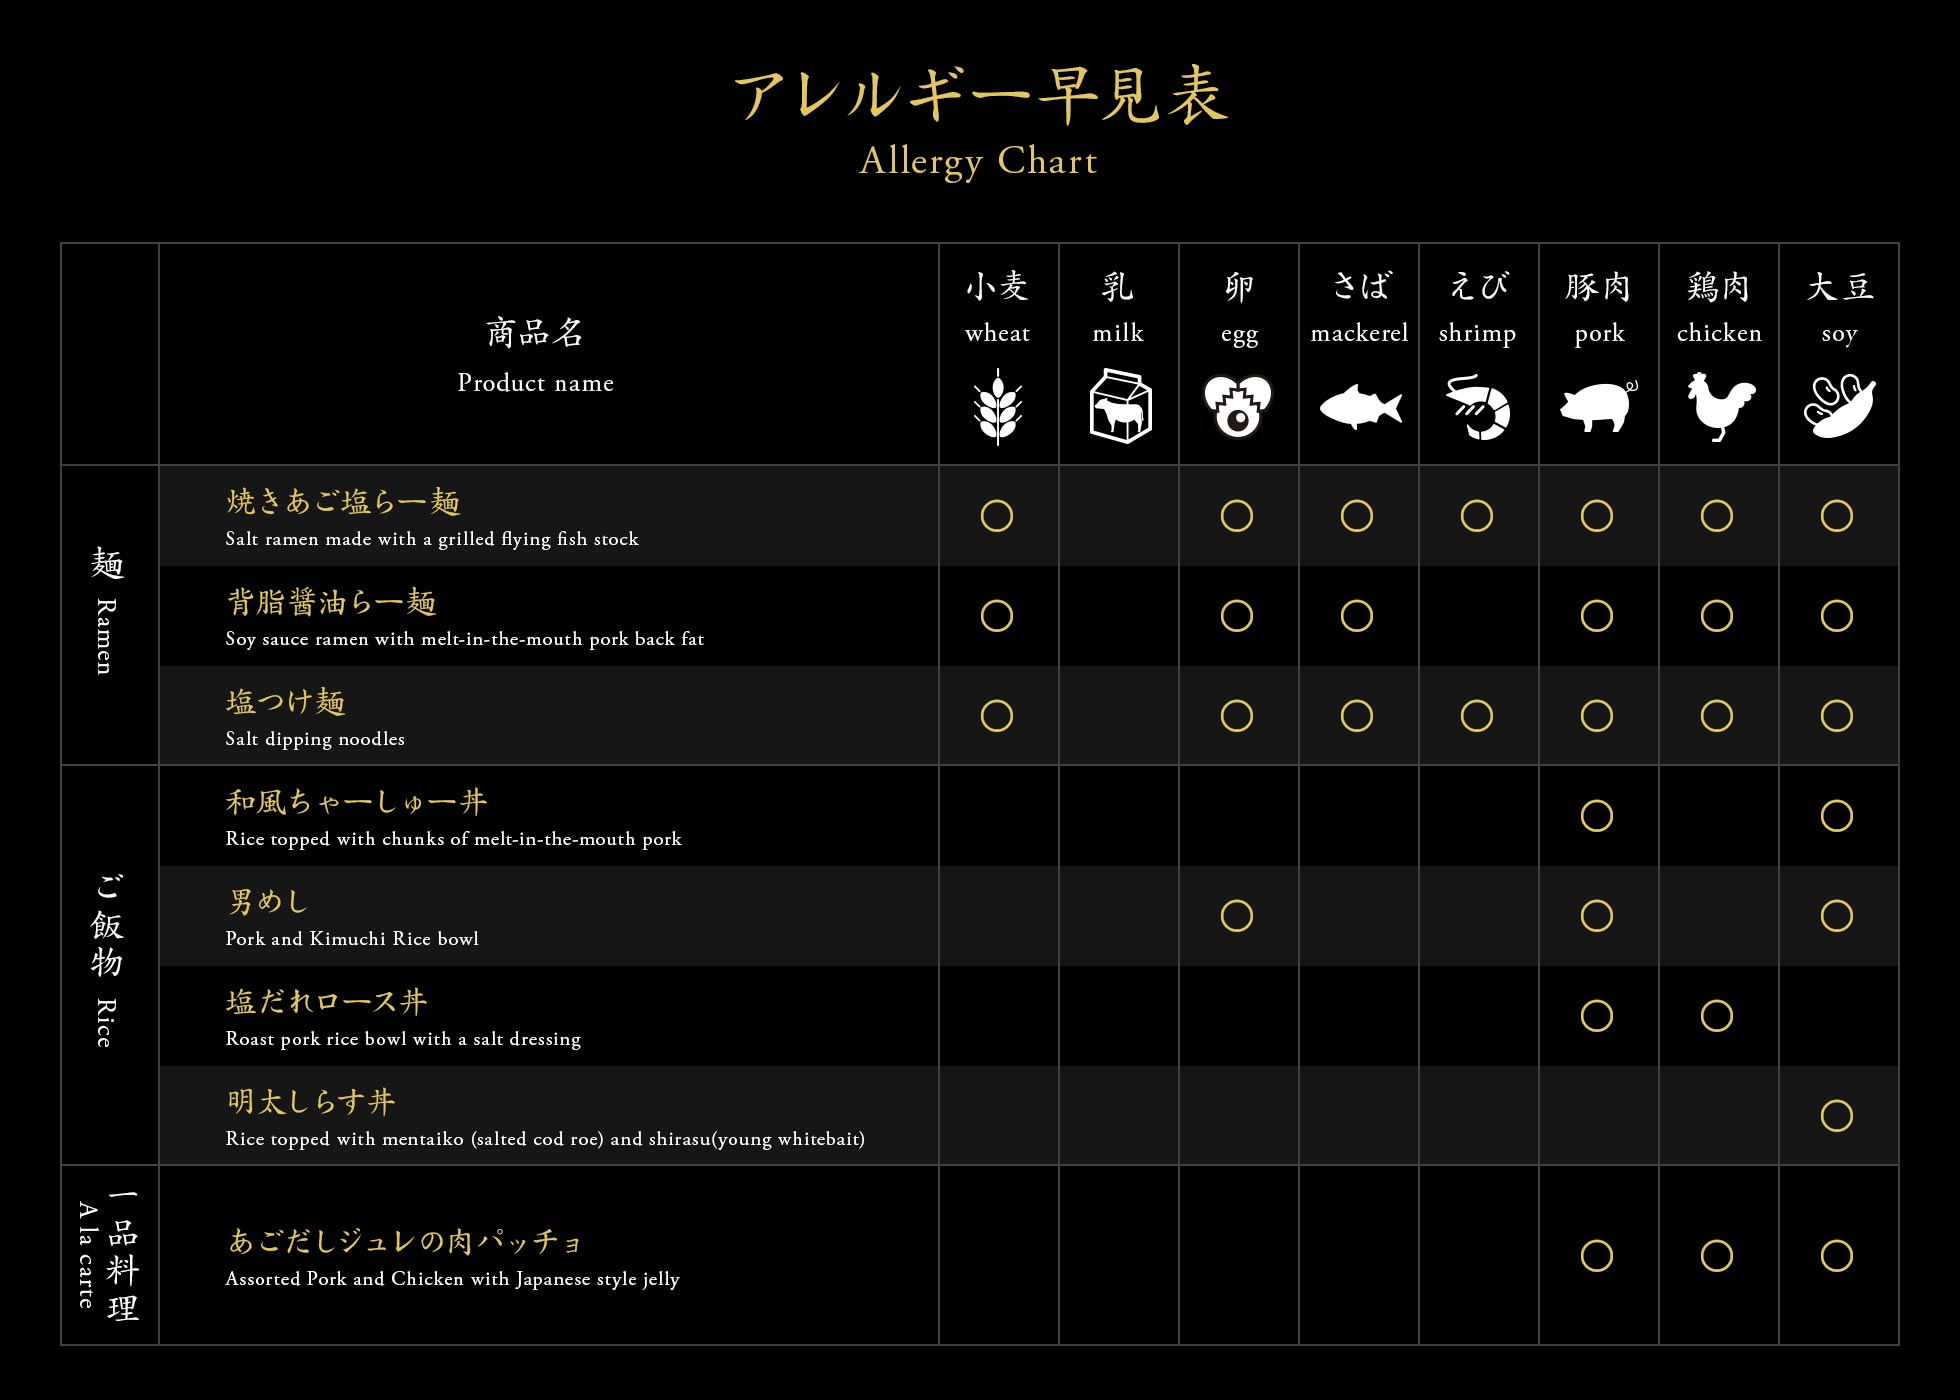 アレルギー早見表
Allergy Chart
商品名
Product name
小麦
wheat
乳
milk
卵
egg
さば
mackerel
えび
shrimp
豚肉
pork
鶏肉
chicken
大豆
soy
麺 Ramen
焼きあご塩らー麺
Salt ramen made with a grilled flying fish stock
背脂醤油らー麺
Soy sauce ramen with melt-in-the-mouth pork back fat
塩つけ麺
Salt dipping noodles
ご飯物 Rice
和風ちゃーしゅー丼
Rice topped with chunks of melt-in-the-mouth pork
男めし
Pork and Kimuchi Rice bowl
塩だれロース丼
Roast pork rice bowl with a salt dressing
明太しらす丼
Rice topped with mentaiko (salted cod roe) and shirasu(young whitebait)
一品料理
A la carte
あごだしジュレの肉パッチョ
Assorted Pork and Chicken with Japanese style jelly